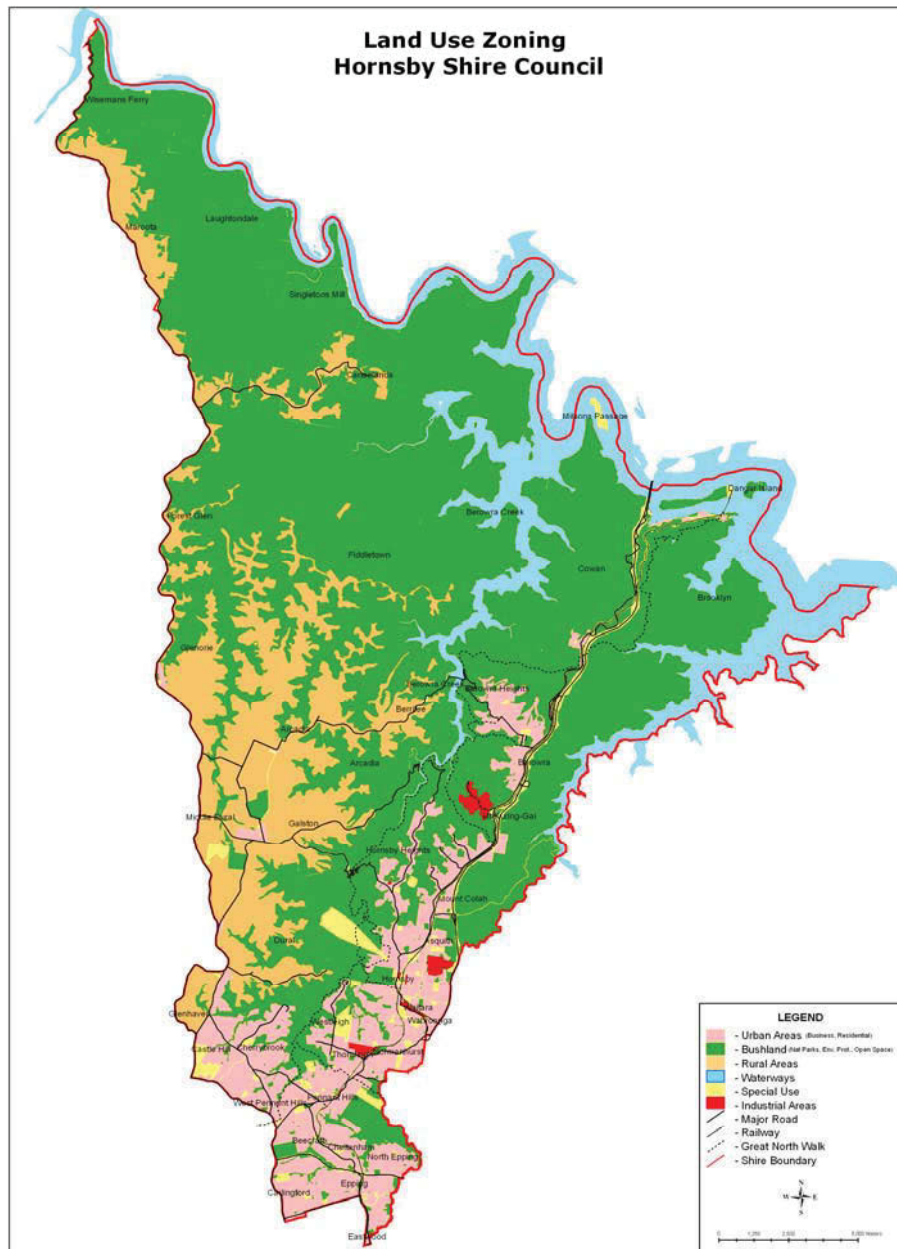 Land Use Zoning
Hornsby Shire Council
Wisemans Ferry
Laughtondale
Maroota
Singletons Mill
Canoelands
Milsons Passage
Dangar Island
Forest Glen
Berowra Creek
Fiddletown
Cowan
Brooklyn
Glenorie
Berowra Heights
Berrilee
Arcadia
Berowra
Middle Dural
Galston
Ku-ring-Gai
Hornsby Heights
Mount Colah
Dural
Asquith
Hornsby
Glenhaven
Waitara
Westleigh
Wahroonga
Castle Hill
Cherrybrook
Thornleigh
Normanhurst
West Pennant Hills
Pennant Hills
Beecroft
Cheltenham
North Epping
Carlingford
Epping
Eastwood
LEGEND
- Urban Areas (Business, Residential)
- Bushland (Nat Parks, Env. Prot., Open Space)
- Rural Areas
- Waterways
- Special Use
- Industrial Areas
- Major Road
- Railway
- Great North Walk
- Shire Boundary
N
E
S